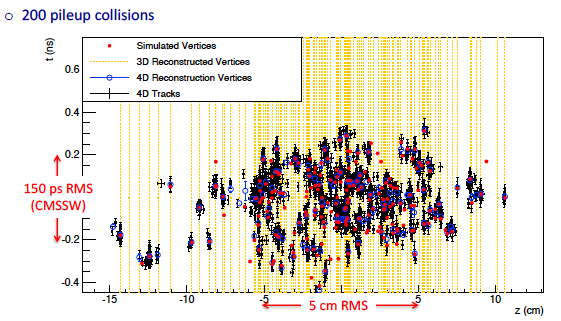 ○ 200 pileup collisions
t (ns)
Simulated Vertices
3D Reconstructed Vertices
4D Reconstruction Vertices
4D Tracks
0.6
0.4
0.2
150 ps RMS
(CMSSW)
-0.2
-0.4
-15
-10
-5
5
10
5 cm RMS
z (cm)